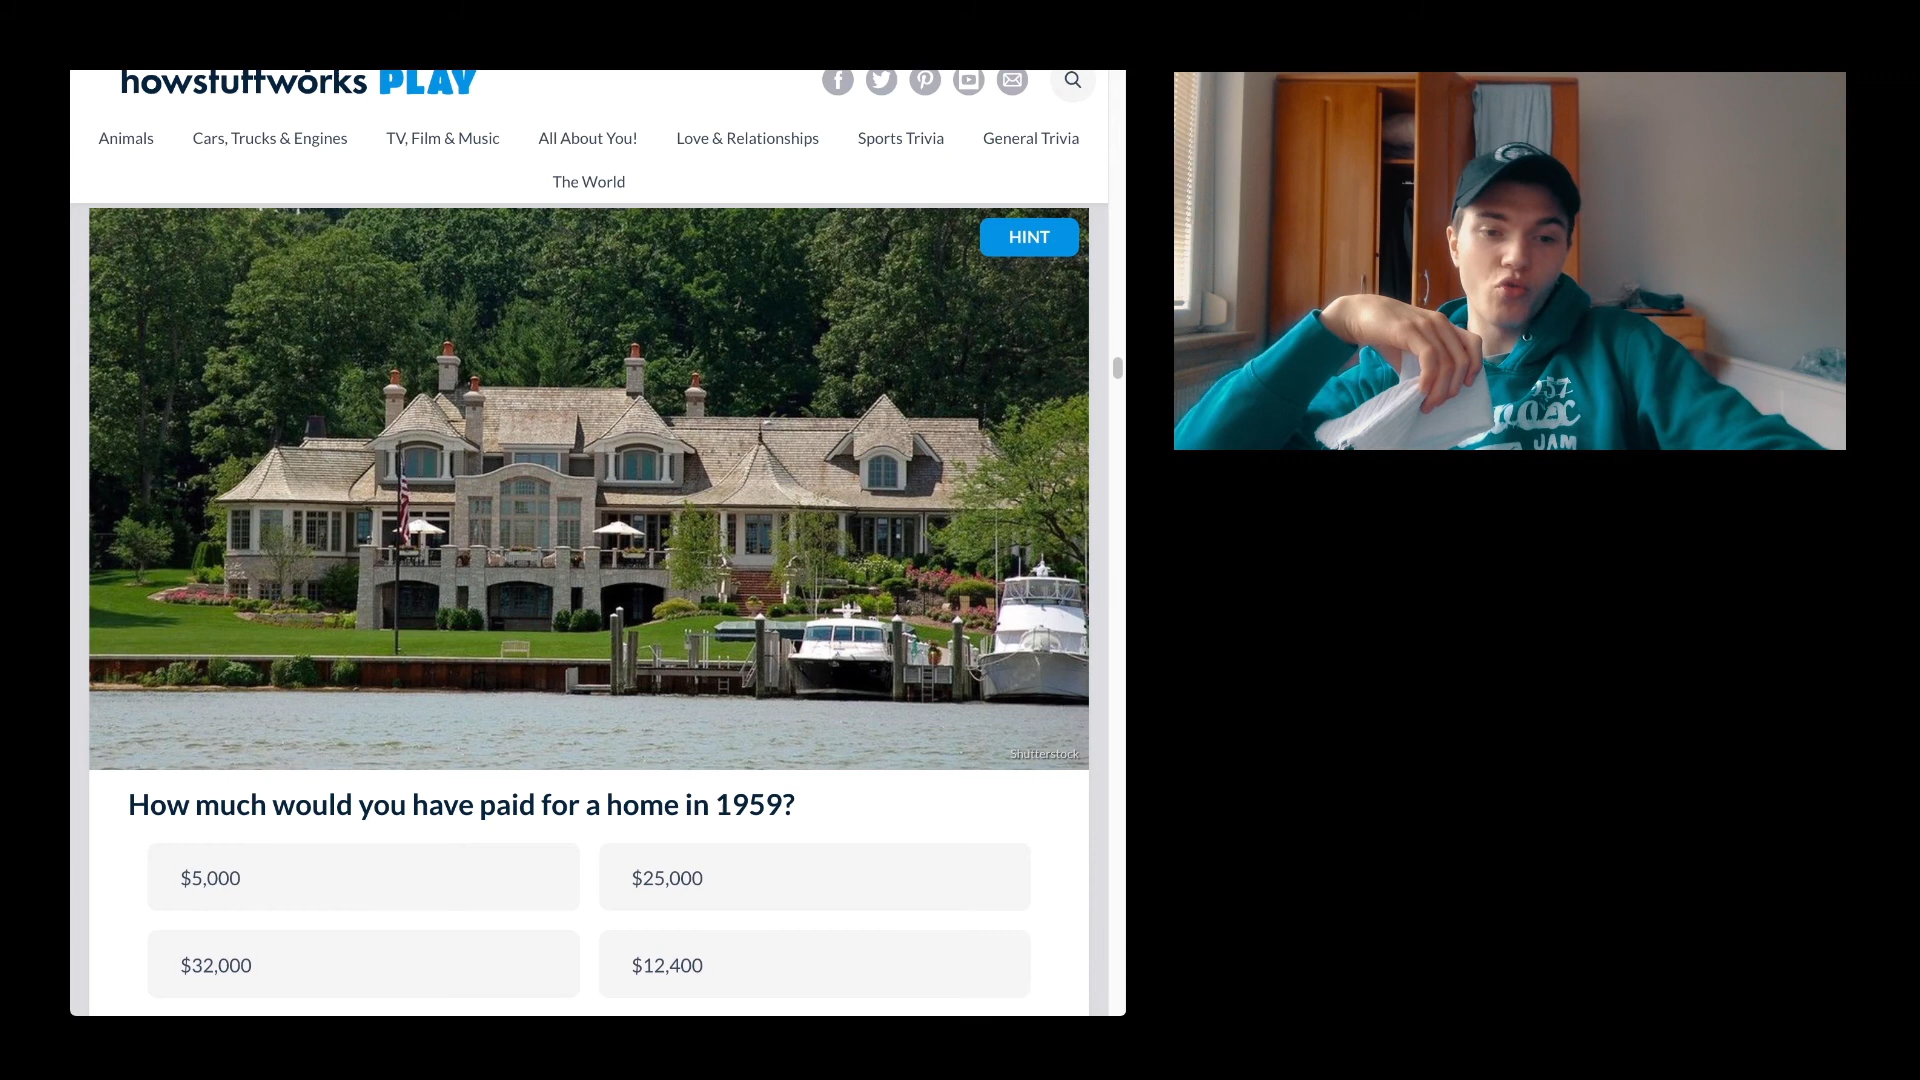 howstuffworks PLAY
Animals
Cars, Trucks & Engines
TV, Film & Music
All About You!
Love & Relationships
Sports Trivia
General Trivia
The World
HINT
Shutterstock
How much would you have paid for a home in 1959?
$5,000
$25,000
$32,000
$12,400
JAM